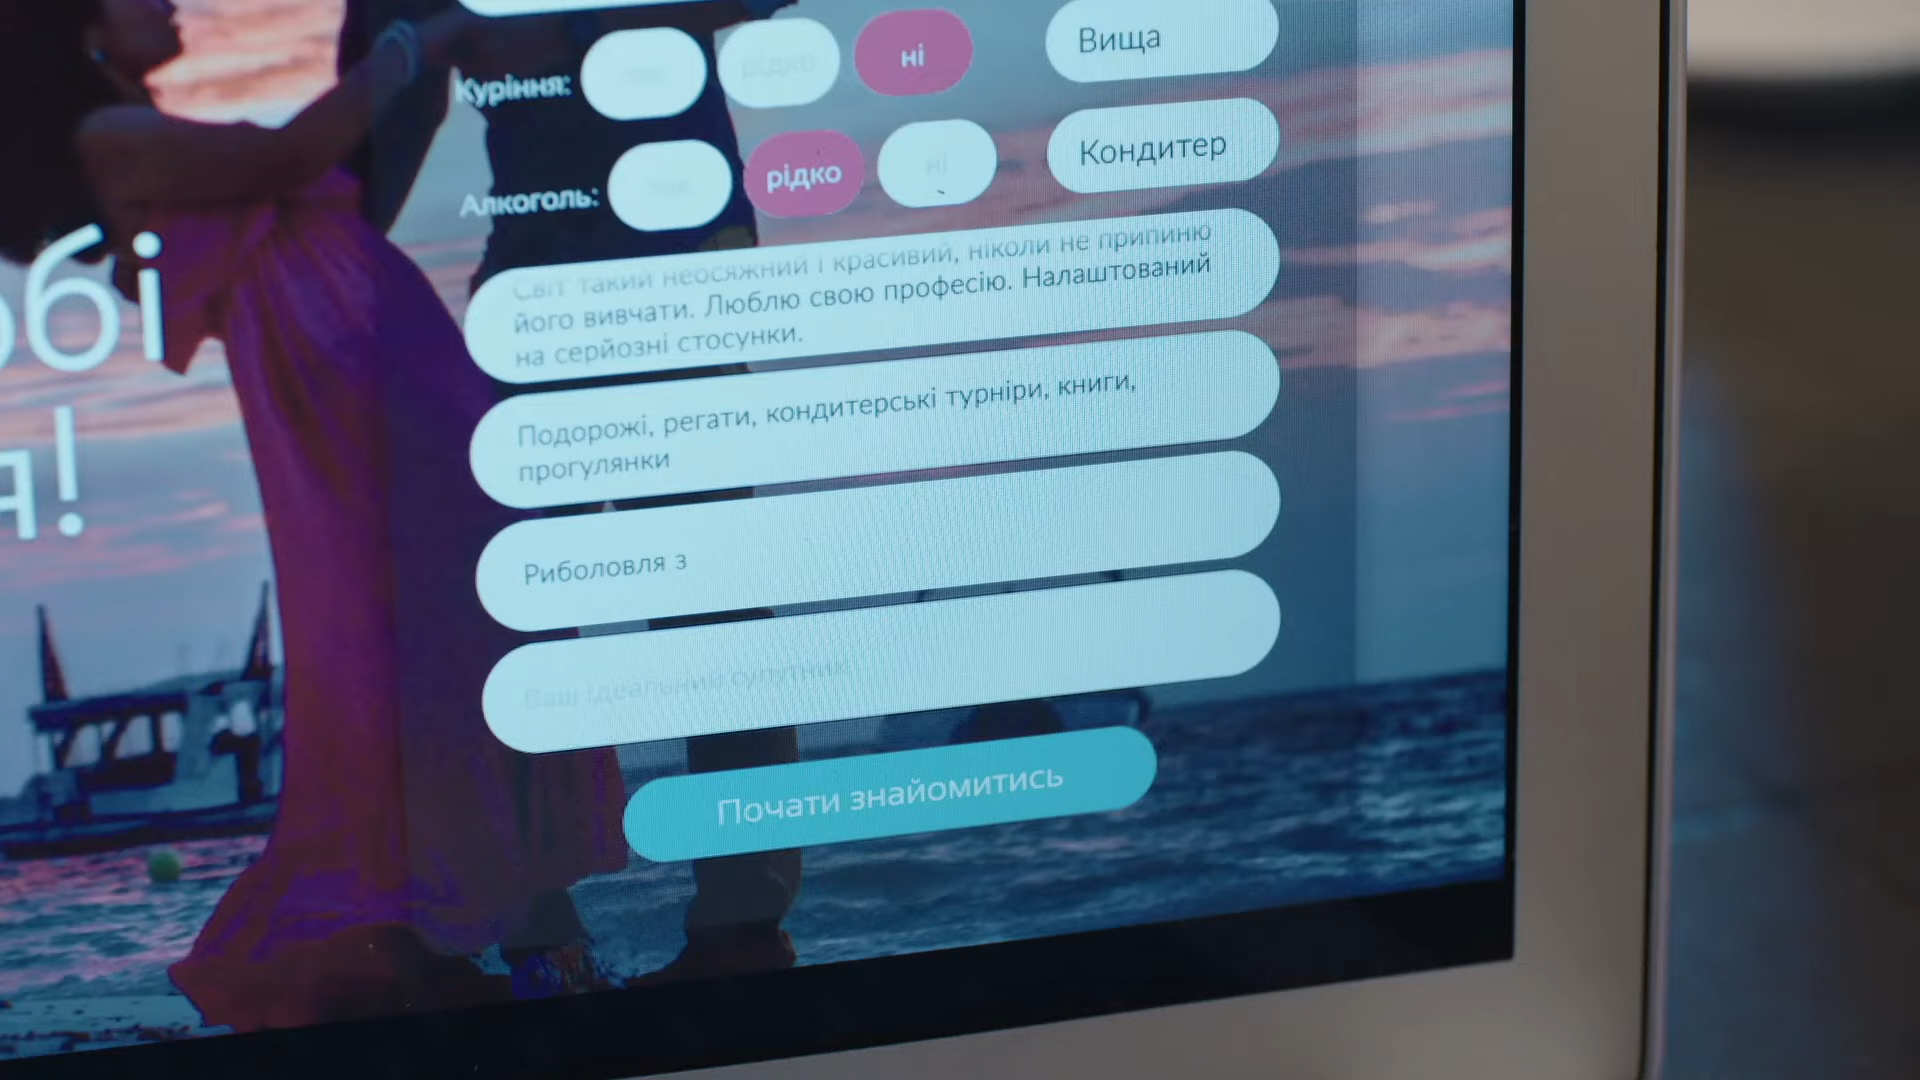 Куріння:
рідко
ні
Вища
Алкоголь:
рідко
ні
Кондитер
Світ такий неосяжний і красивий, ніколи не припиню
його вивчати. Люблю свою професію. Налаштований
на серйозні стосунки.
Подорожі, регати, кондитерські турніри, книги,
прогулянки
Риболовля з
Ваш ідеальний супутник
Почати знайомитись
обі
я!